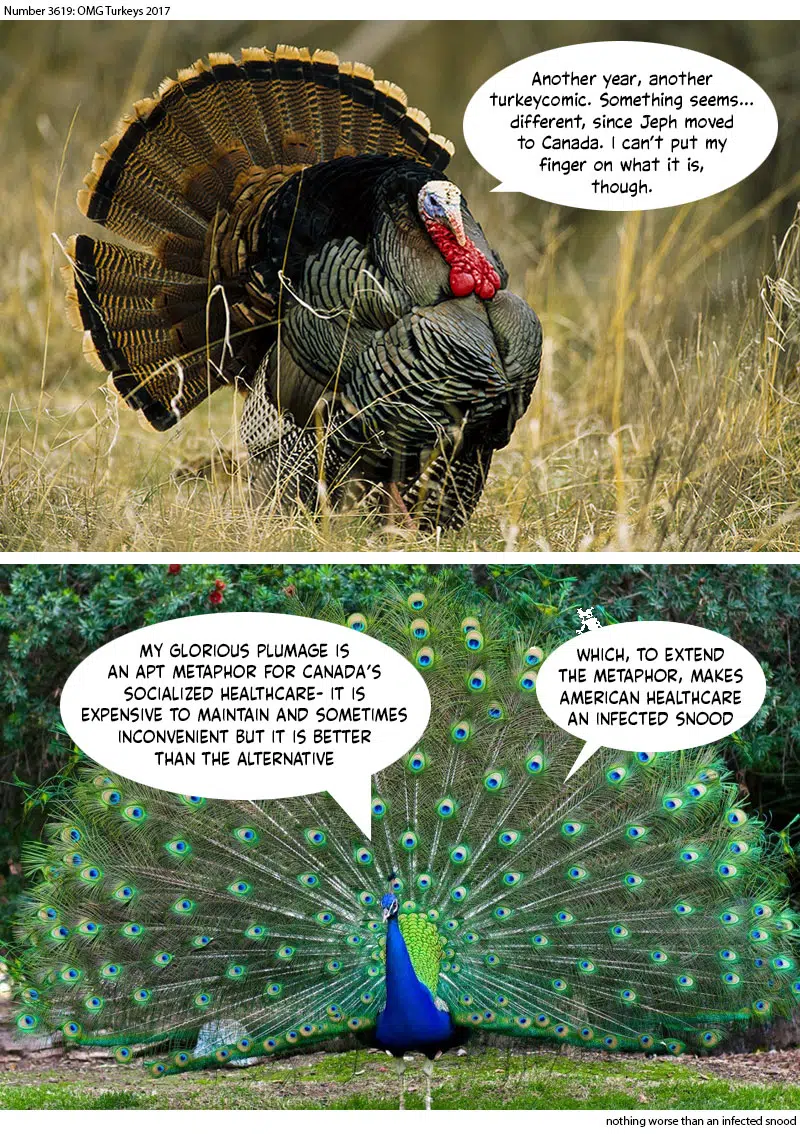 Number 3619: OMG Turkeys 2017
Another year, another
turkeycomic. Something seems...
different, since Jeph moved
to Canada. I can't put my
finger on what it is,
though.
MY GLORIOUS PLUMAGE IS
AN APT METAPHOR FOR CANADA'S
SOCIALIZED HEALTHCARE- IT IS
EXPENSIVE TO MAINTAIN AND SOMETIMES
INCONVENIENT BUT IT IS BETTER
THAN THE ALTERNATIVE
WHICH, TO EXTEND
THE METAPHOR, MAKES
AMERICAN HEALTHCARE
AN INFECTED SNOOD
nothing worse than an infected snood